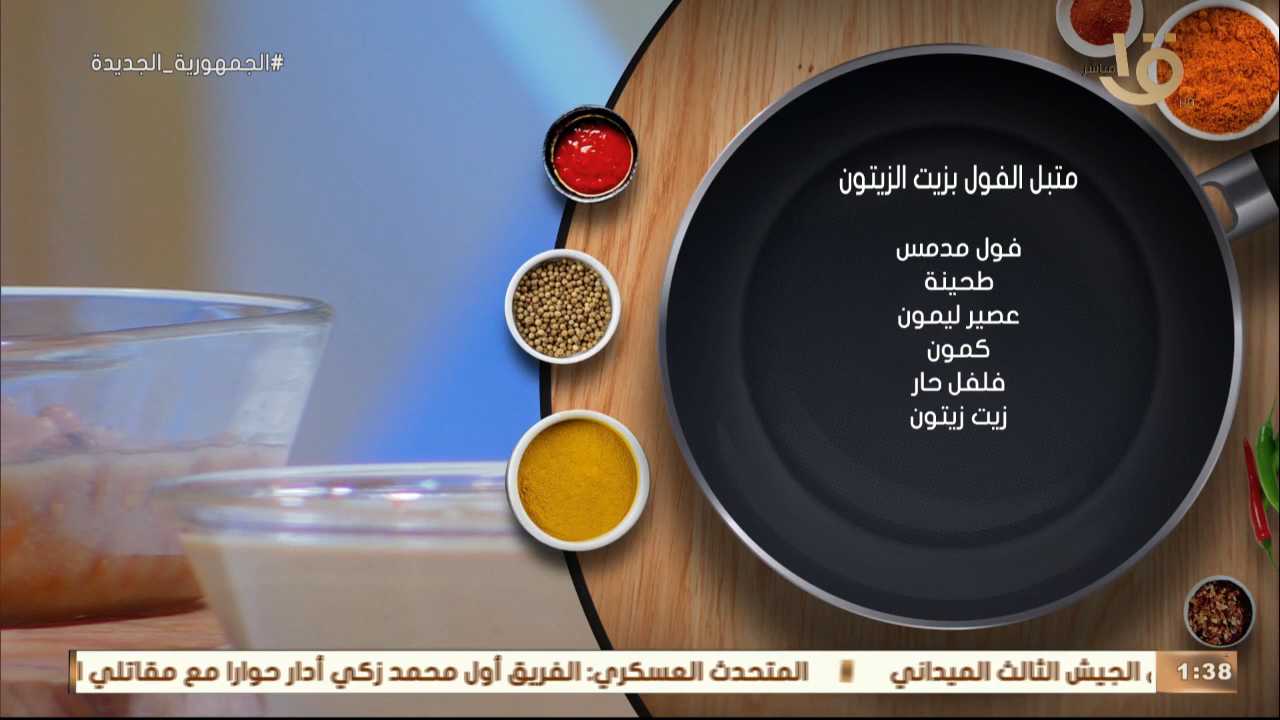 #الجمهورية_الجديدة
مباشر
HD
متبل الفول بزيت الزيتون
فول مدمس
طحينة
عصير ليمون
كمون
فلفل حار
زيت زيتون
الجيش الثالث الميداني
المتحدث العسكري: الفريق أول محمد زكي أدار حوارا مع مقاتلي
1:38